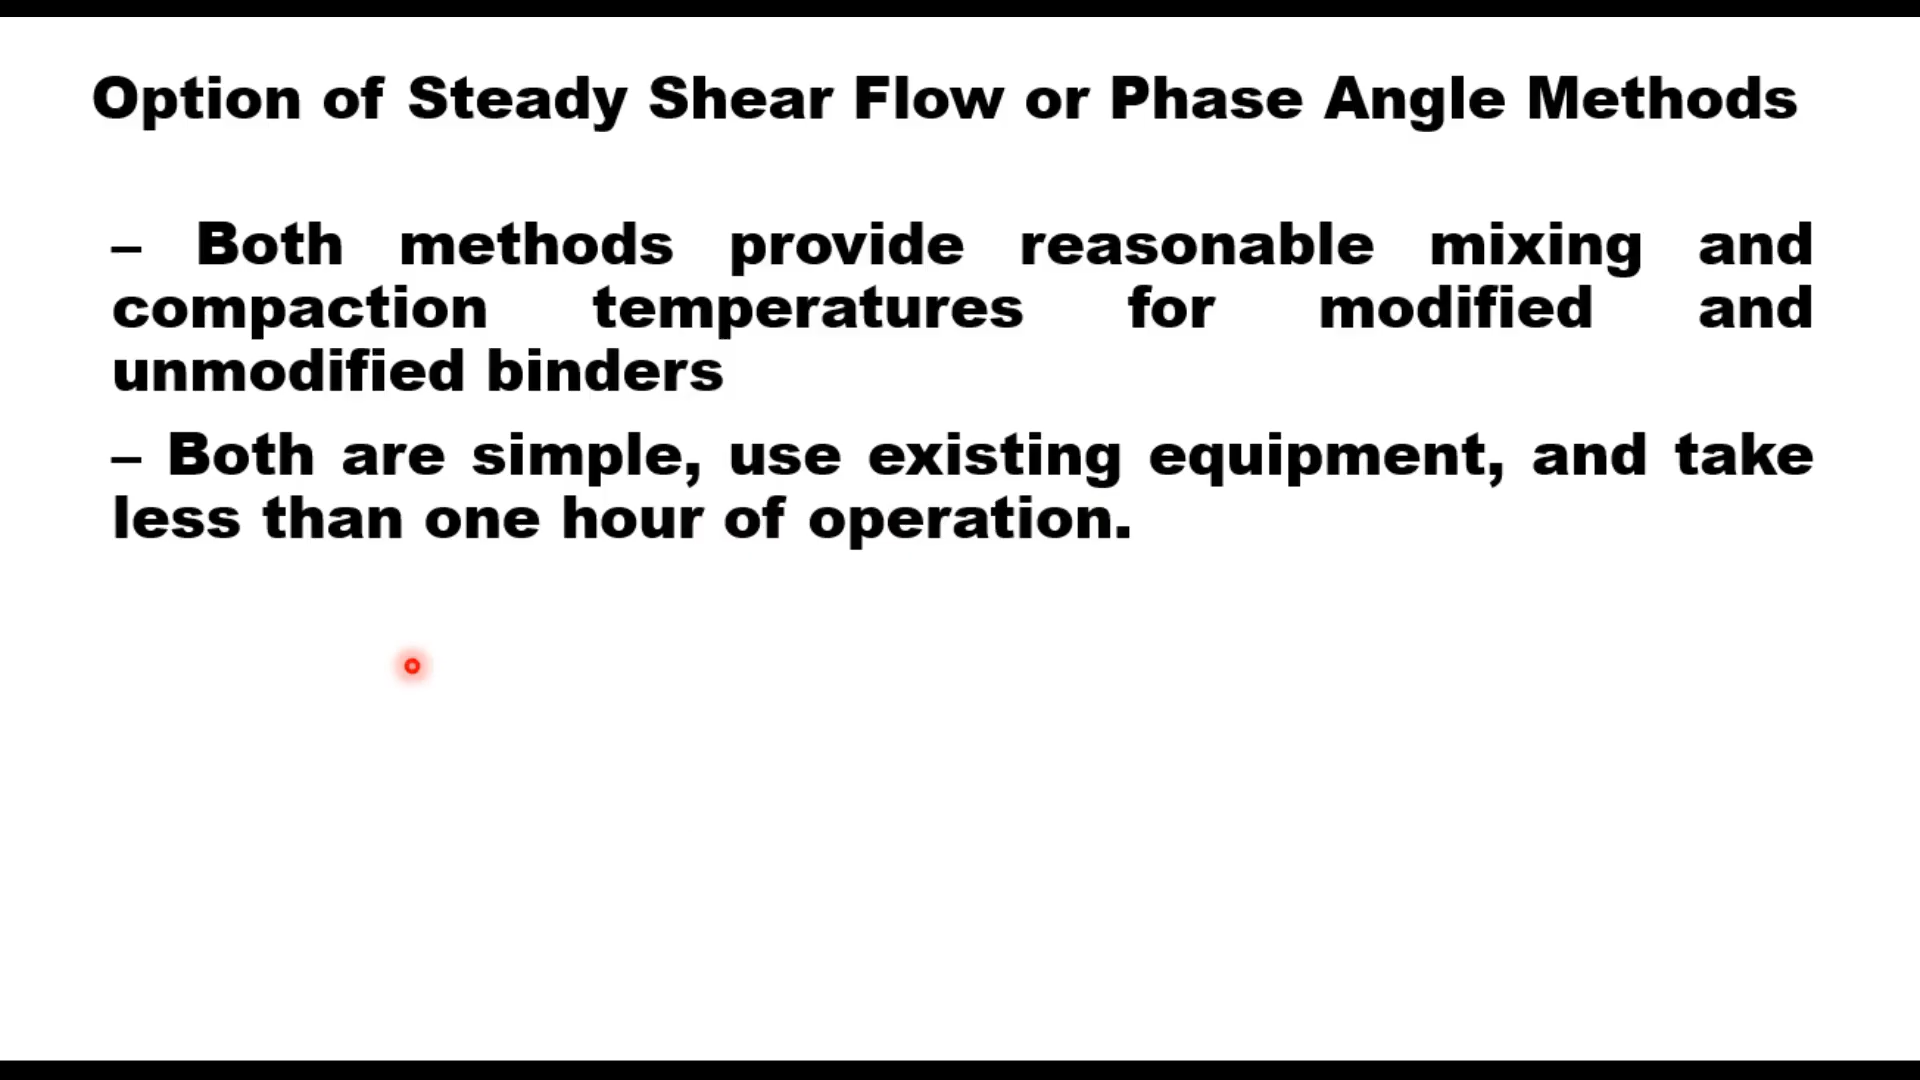 Option of Steady Shear Flow or Phase Angle Methods
– Both methods provide reasonable mixing and
compaction temperatures for modified and
unmodified binders
– Both are simple, use existing equipment, and take
less than one hour of operation.